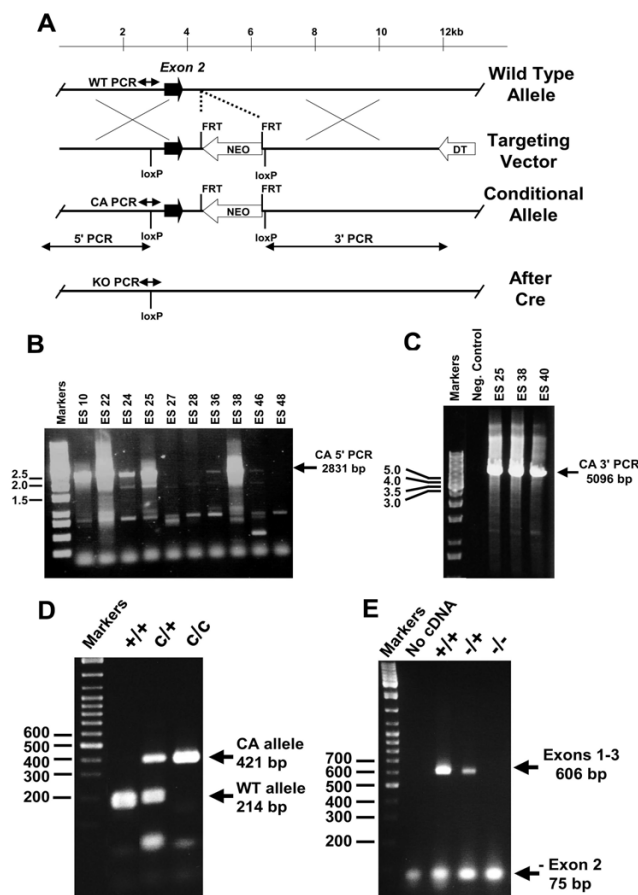 A
2 4 6 8 10 12kb
Exon 2
WT PCR
Wild Type
Allele
FRT FRT
NEO DT
Targeting
Vector
loxP loxP
FRT FRT
CA PCR NEO
Conditional
Allele
loxP loxP
5' PCR 3' PCR
KO PCR
loxP
After
Cre
B
Markers
ES 10
ES 22
ES 24
ES 25
ES 27
ES 28
ES 36
ES 38
ES 46
ES 48
2.5
2.0
1.5
CA 5' PCR
2831 bp
C
Markers
Neg. Control
ES 25
ES 38
ES 40
5.0
4.0
3.5
3.0
CA 3' PCR
5096 bp
D
Markers
+/+
c/+
c/c
600
500
400
300
200
CA allele
421 bp
WT allele
214 bp
E
Markers
No cDNA
+/+
-/+
-/-
700
600
500
400
300
200
Exons 1-3
606 bp
- Exon 2
75 bp